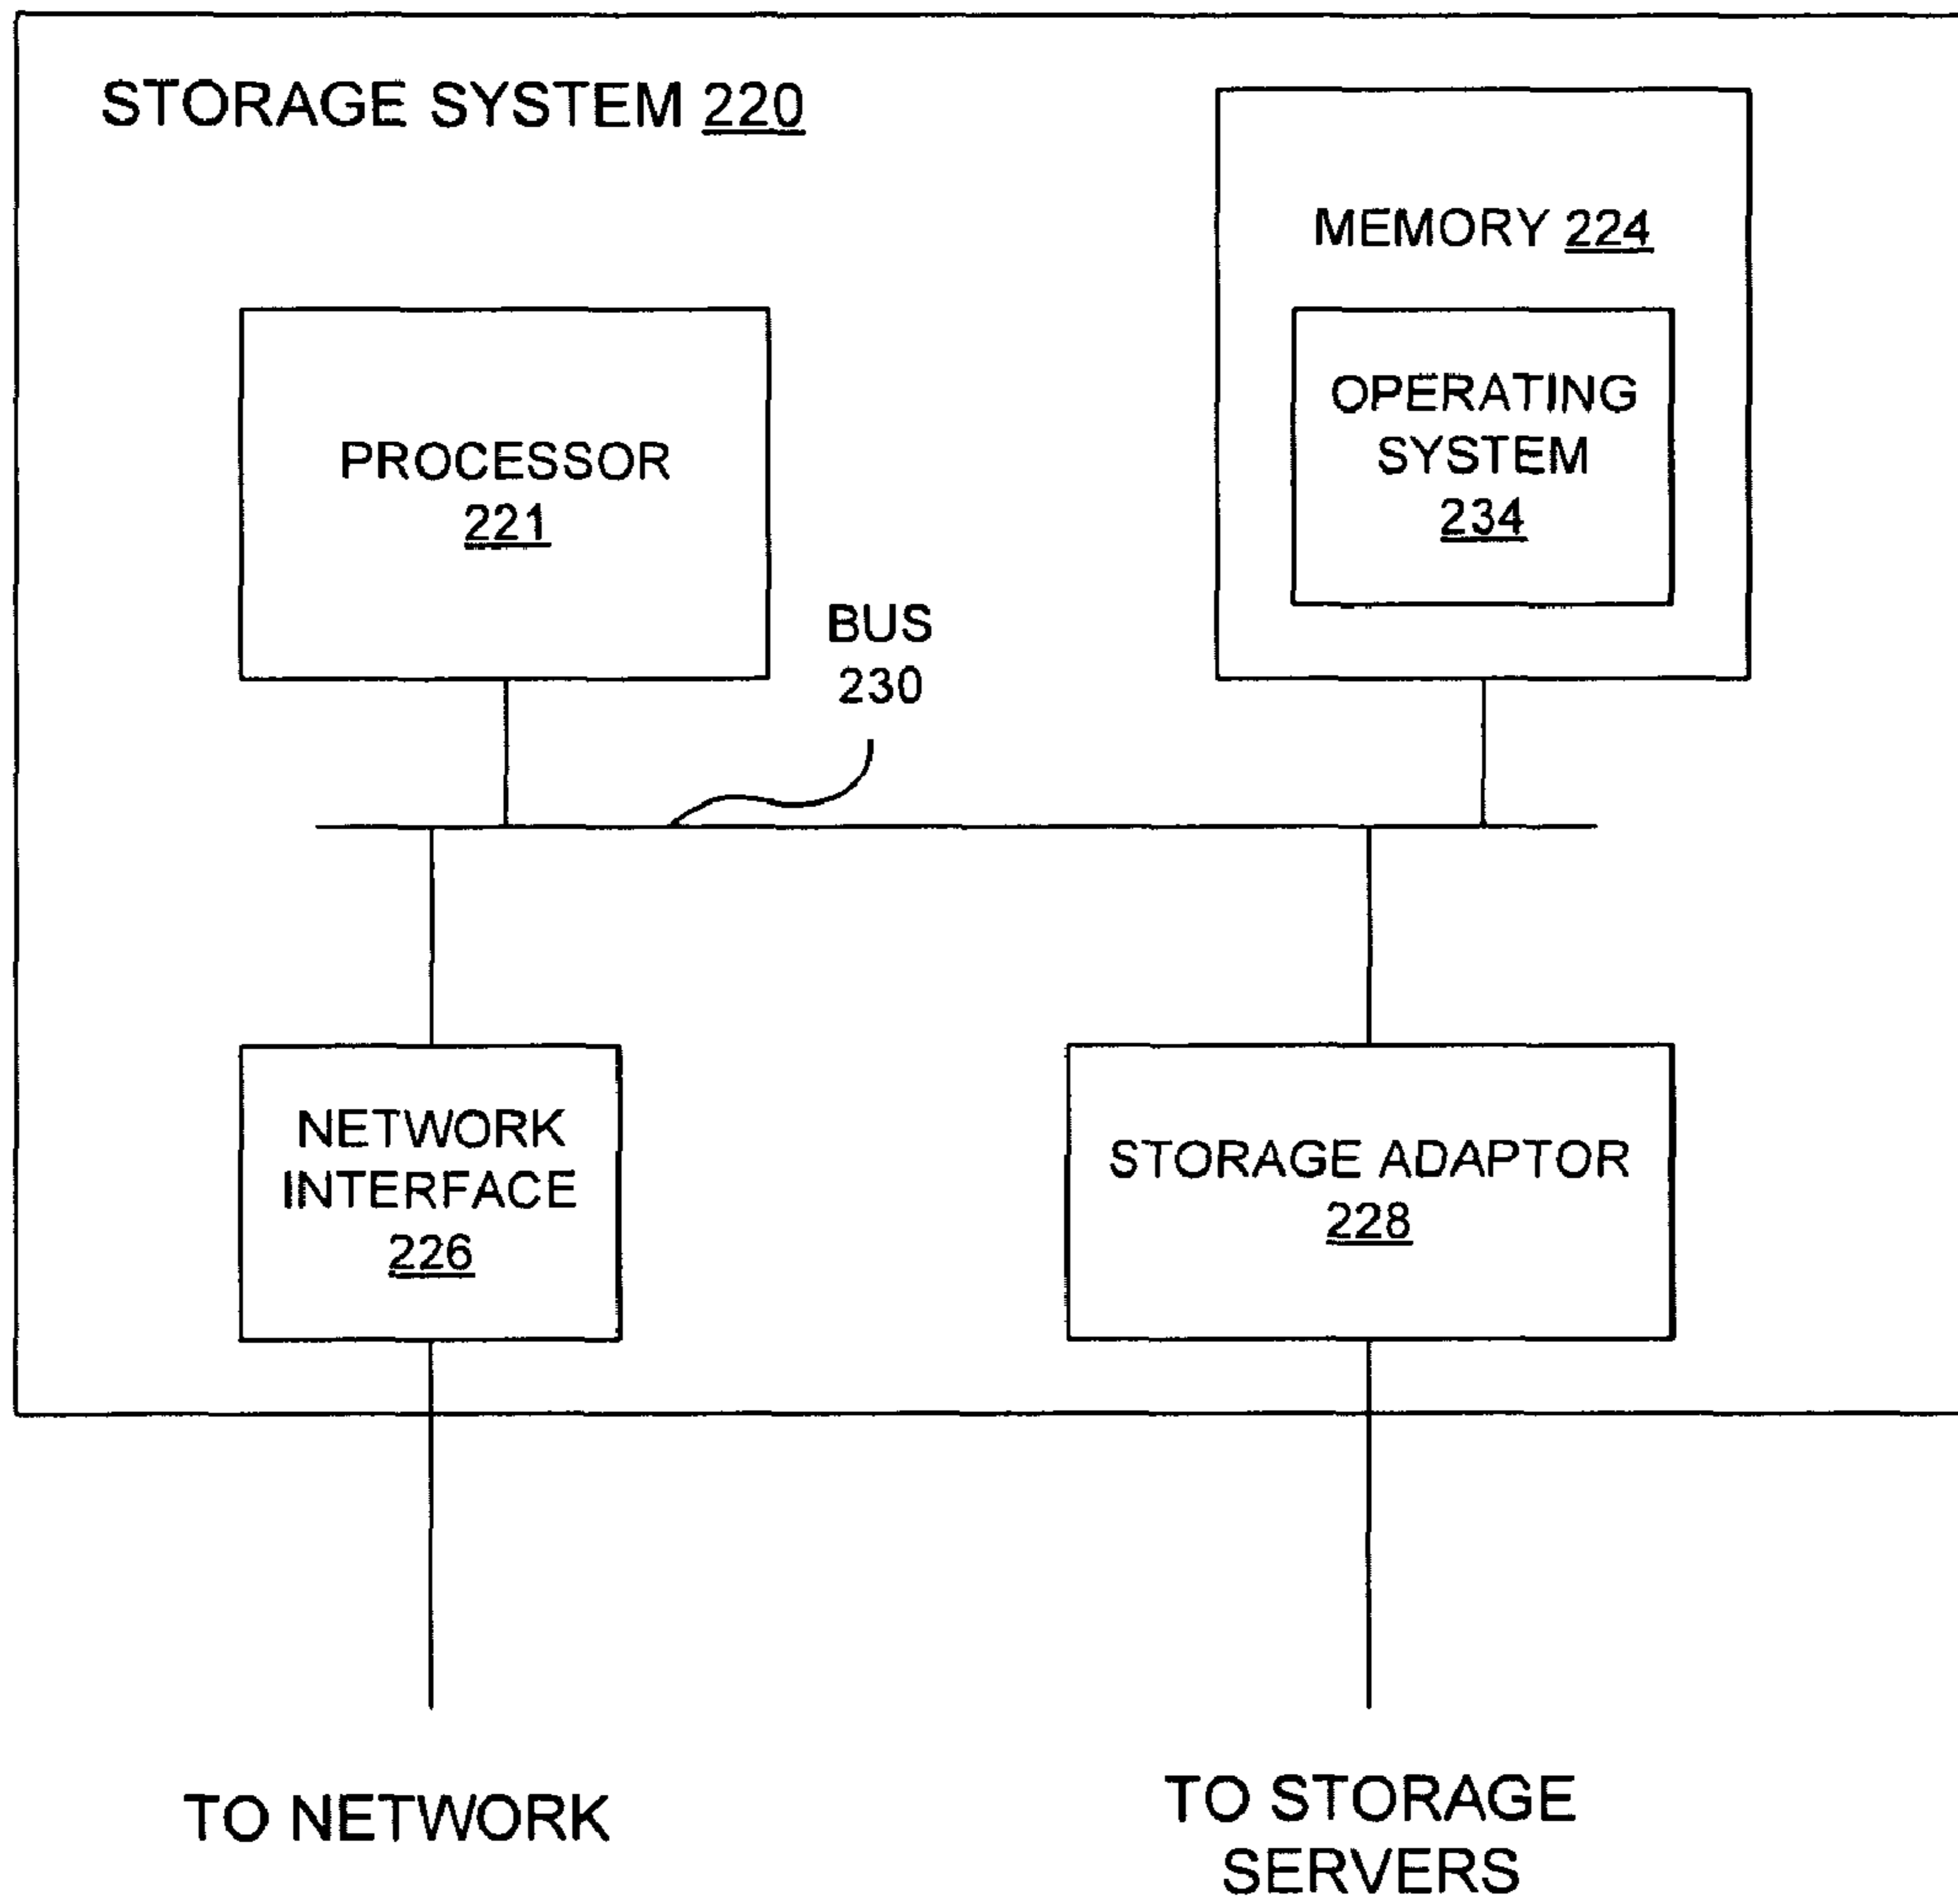 STORAGE SYSTEM 220
MEMORY 224
OPERATING
SYSTEM
234
PROCESSOR
221
BUS
230
NETWORK
INTERFACE
226
STORAGE ADAPTOR
228
TO NETWORK
TO STORAGE
SERVERS